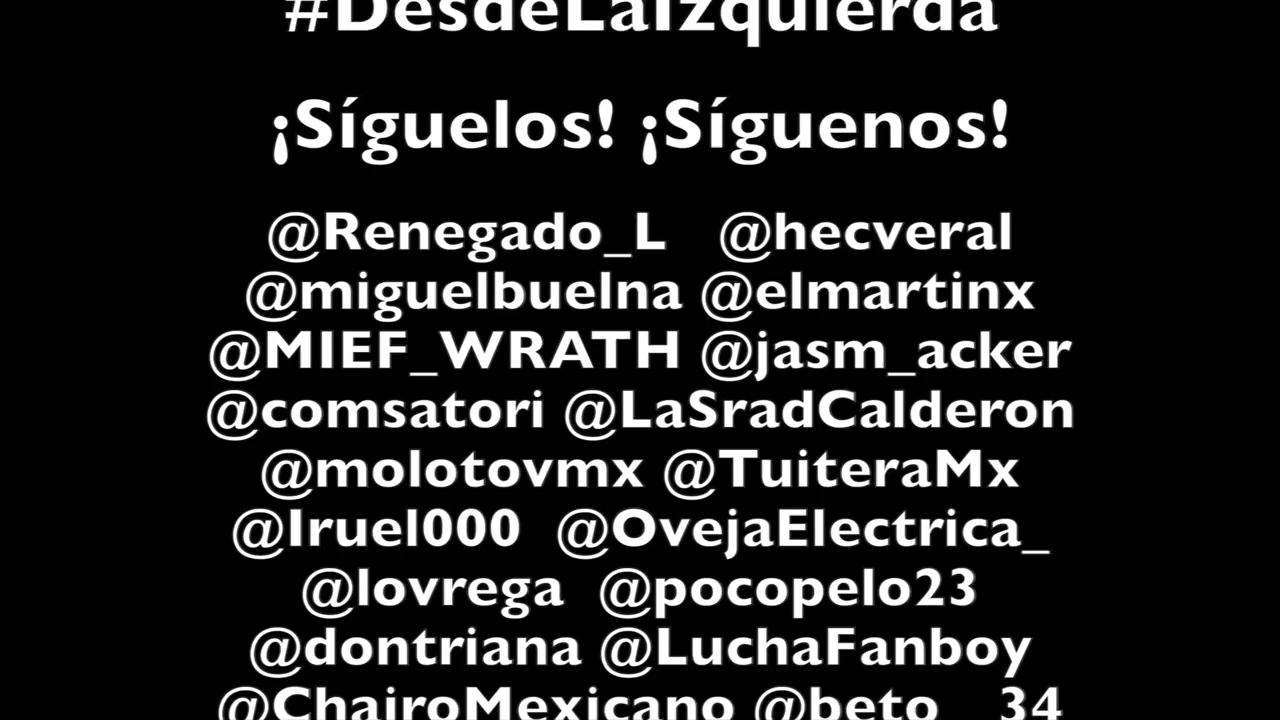 #DesdeLaIzquierda
¡Síguelos! ¡Síguenos!
@Renegado_L @hecveral
@miguelbuelna @elmartinx
@MIEF_WRATH @jasm_acker
@comsatori @LaSradCalderon
@molotovmx @TuiteraMx
@Iruel000 @OvejaElectrica_
@lovrega @pocopelo23
@dontriana @LuchaFanboy
@ChairoMexicano @beto__34